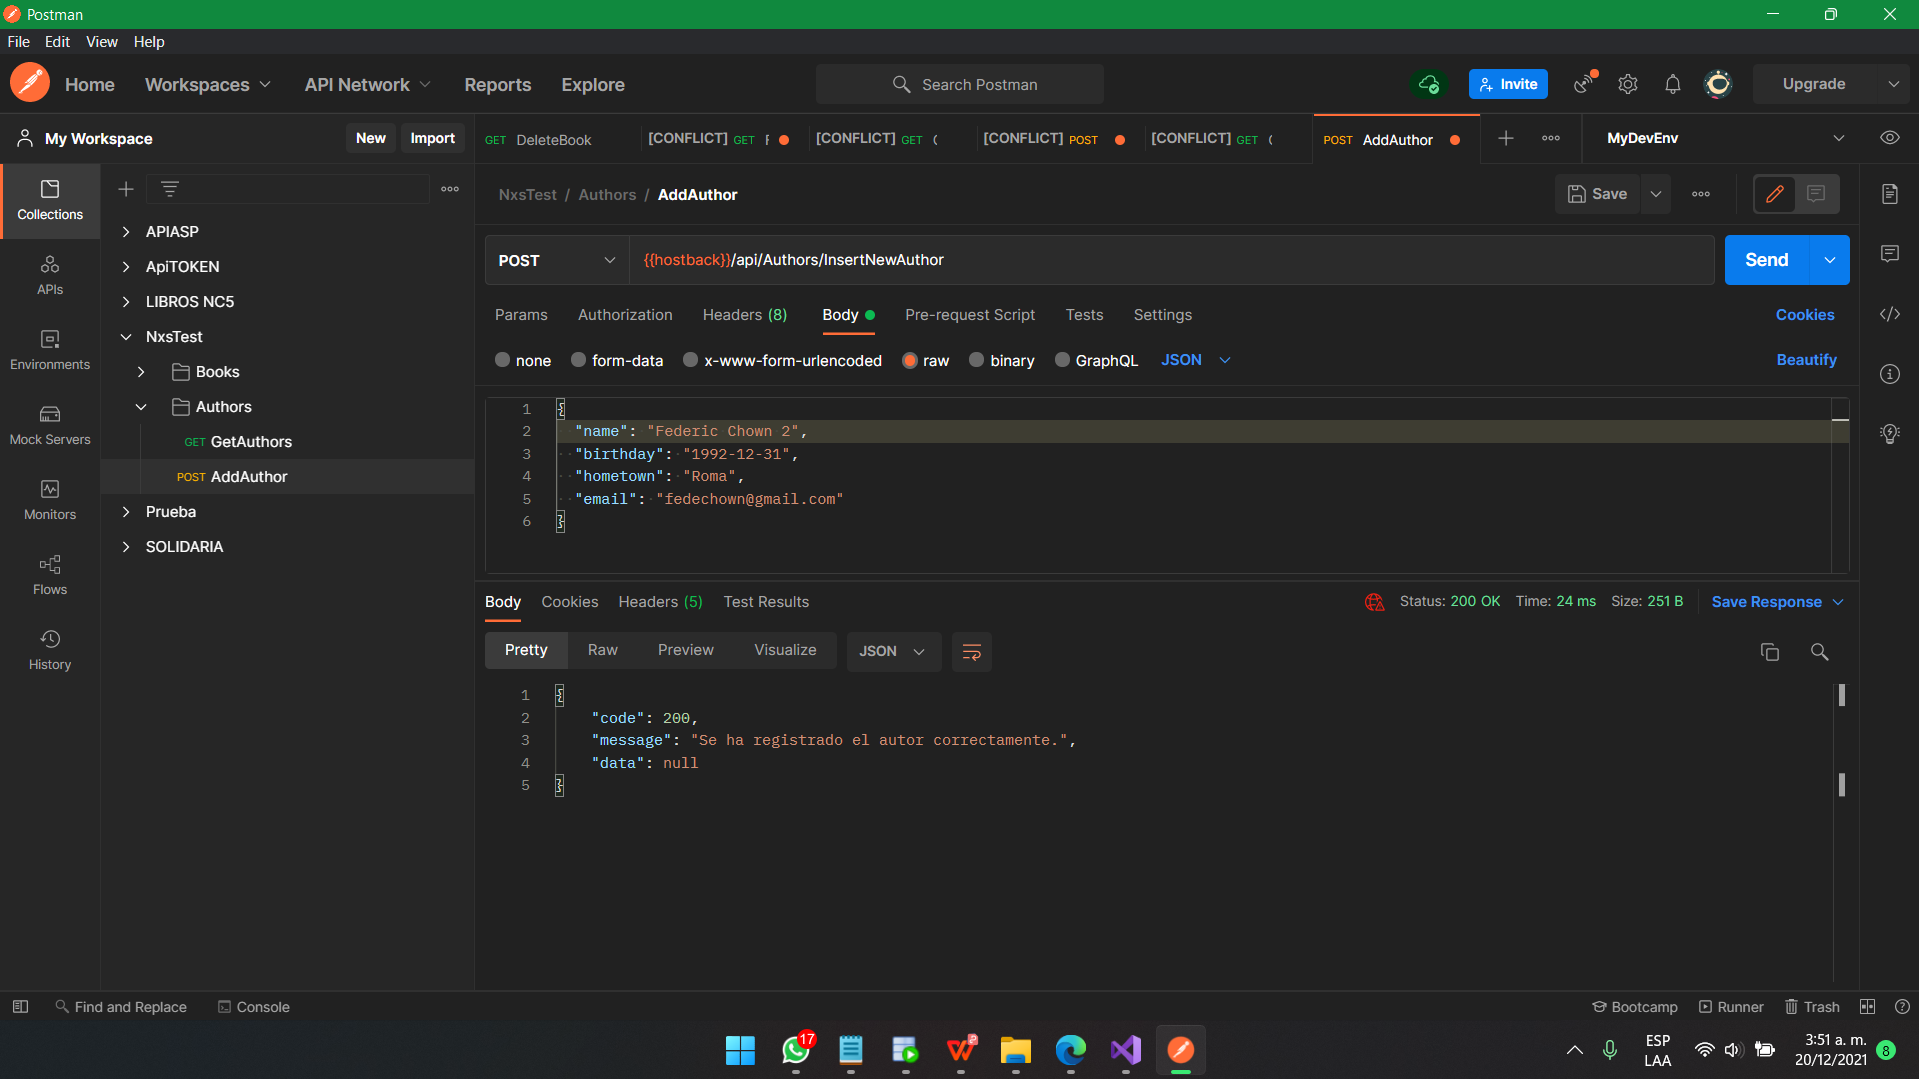 Postman
File Edit View Help
Home Workspaces API Network Reports Explore Search Postman Invite Upgrade
My Workspace New Import
GET DeleteBook [CONFLICT] GET [CONFLICT] GET [CONFLICT] POST [CONFLICT] GET POST AddAuthor MyDevEnv
Collections
APIs
Environments
Mock Servers
Monitors
Flows
History
APIASP
ApiTOKEN
LIBROS NC5
NxsTest
Books
Authors
GET GetAuthors
POST AddAuthor
Prueba
SOLIDARIA
NxsTest / Authors / AddAuthor Save
POST {{hostback}}/api/Authors/InsertNewAuthor Send
Params Authorization Headers (8) Body Pre-request Script Tests Settings Cookies
none form-data x-www-form-urlencoded raw binary GraphQL JSON Beautify
1 {
2 "name": "Federic Chown 2",
3 "birthday": "1992-12-31",
4 "hometown": "Roma",
5 "email": "fedechown@gmail.com"
6 }
Body Cookies Headers (5) Test Results Status: 200 OK Time: 24 ms Size: 251 B Save Response
Pretty Raw Preview Visualize JSON
1 {
2 "code": 200,
3 "message": "Se ha registrado el autor correctamente.",
4 "data": null
5 }
Find and Replace Console Bootcamp Runner Trash
17
ESP
LAA
3:51 a. m.
20/12/2021
8